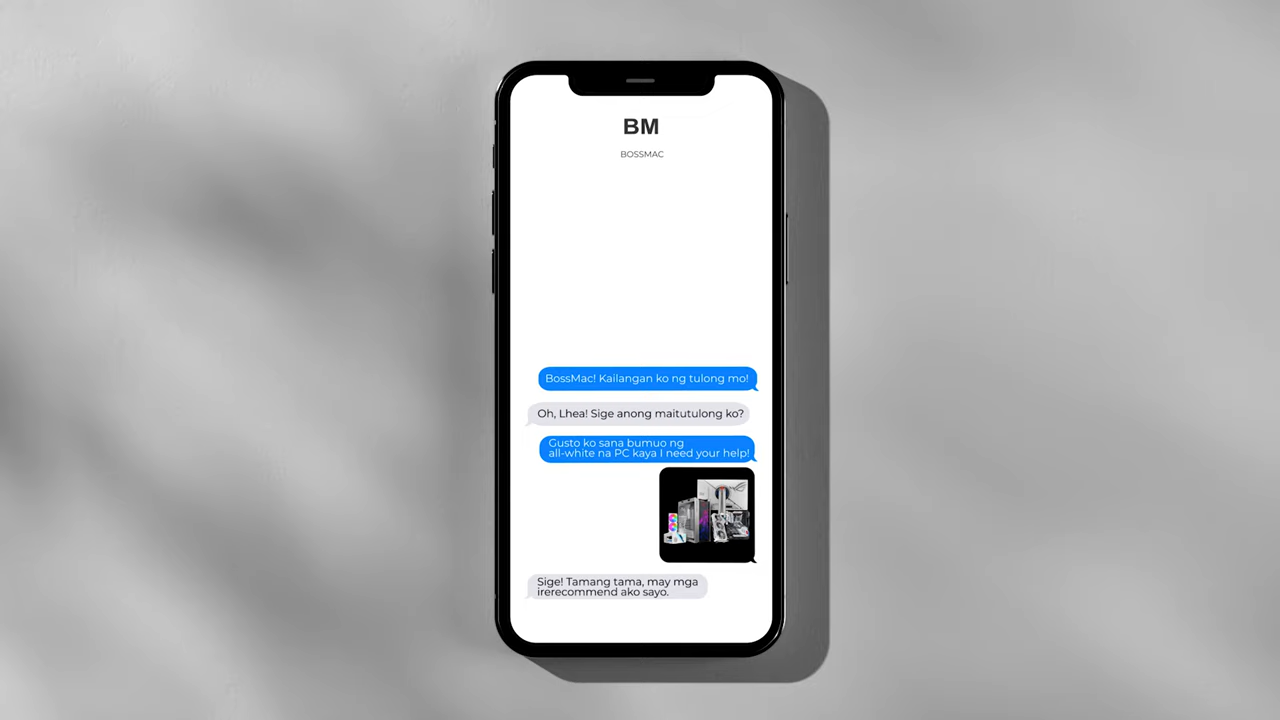 BM
BOSSMAC
BossMac! Kailangan ko ng tulong mo!
Oh, Lhea! Sige anong maitutulong ko?
Gusto ko sana bumuo ng
all-white na PC kaya I need your help!
Sige! Tamang tama, may mga
irerecommend ako sayo.